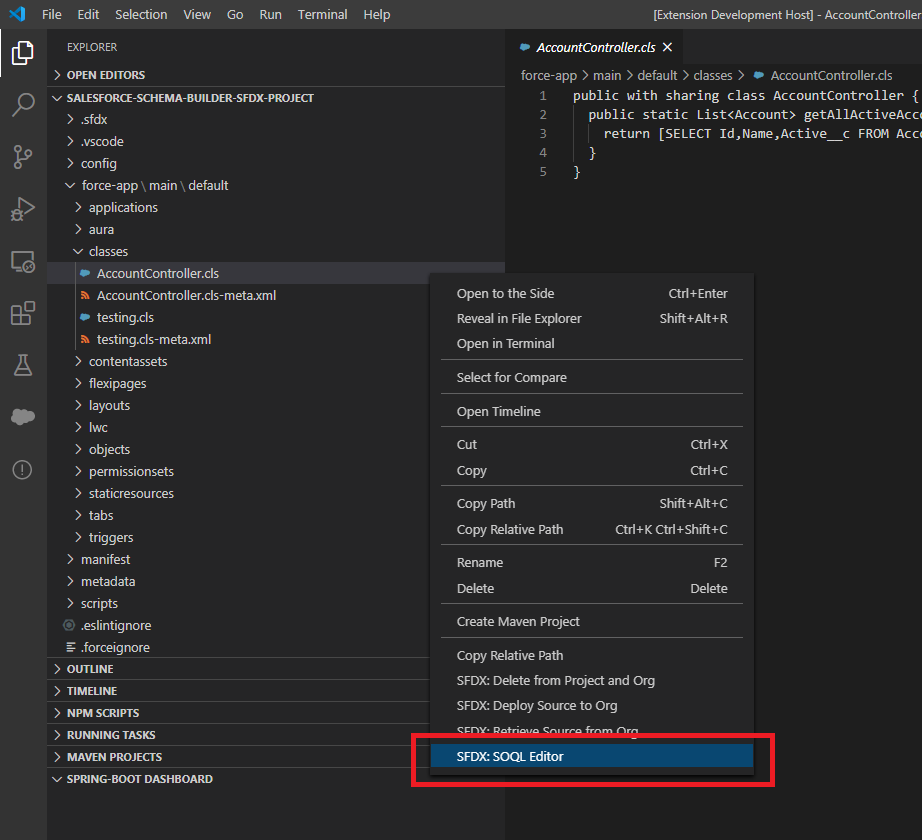 File Edit Selection View Go Run Terminal Help [Extension Development Host] - AccountController
EXPLORER
OPEN EDITORS
SALESFORCE-SCHEMA-BUILDER-SFDX-PROJECT
.sfdx
.vscode
config
force-app \ main \ default
applications
aura
classes
AccountController.cls
AccountController.cls-meta.xml
testing.cls
testing.cls-meta.xml
contentassets
flexipages
layouts
lwc
objects
permissionsets
staticresources
tabs
triggers
manifest
metadata
scripts
.eslintignore
.forceignore
OUTLINE
TIMELINE
NPM SCRIPTS
RUNNING TASKS
MAVEN PROJECTS
SPRING-BOOT DASHBOARD
AccountController.cls
force-app > main > default > classes > AccountController.cls
1 public with sharing class AccountController {
2 public static List<Account> getAllActiveAcco
3 return [SELECT Id,Name,Active__c FROM Acco
4 }
5 }
Open to the Side Ctrl+Enter
Reveal in File Explorer Shift+Alt+R
Open in Terminal
Select for Compare
Open Timeline
Cut Ctrl+X
Copy Ctrl+C
Copy Path Shift+Alt+C
Copy Relative Path Ctrl+K Ctrl+Shift+C
Rename F2
Delete Delete
Create Maven Project
Copy Relative Path
SFDX: Delete from Project and Org
SFDX: Deploy Source to Org
SFDX: Retrieve Source from Org
SFDX: SOQL Editor